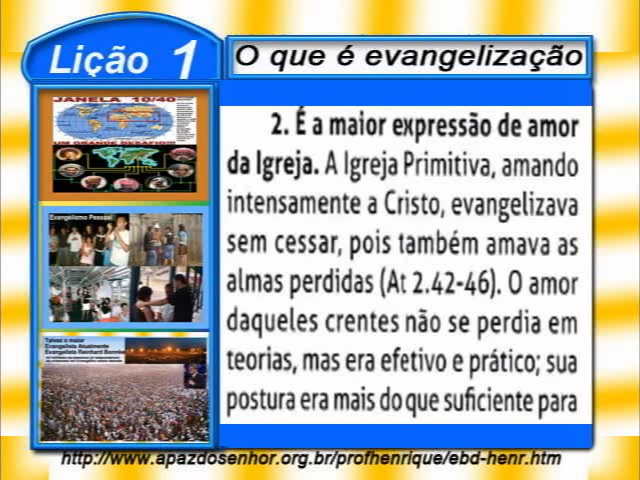 Lição 1
O que é evangelização
JANELA 10/40
UM GRANDE DESAFIO!!!
Evangelismo Pessoal
Talvez o maior
Evangelista Atualmente
Evangelista Reinhard Bonnke
2. É a maior expressão de amor
da Igreja. A Igreja Primitiva, amando
intensamente a Cristo, evangelizava
sem cessar, pois também amava as
almas perdidas (At 2.42-46). O amor
daqueles crentes não se perdia em
teorias, mas era efetivo e prático; sua
postura era mais do que suficiente para
http://www.apazdosenhor.org.br/profhenrique/ebd-henr.htm